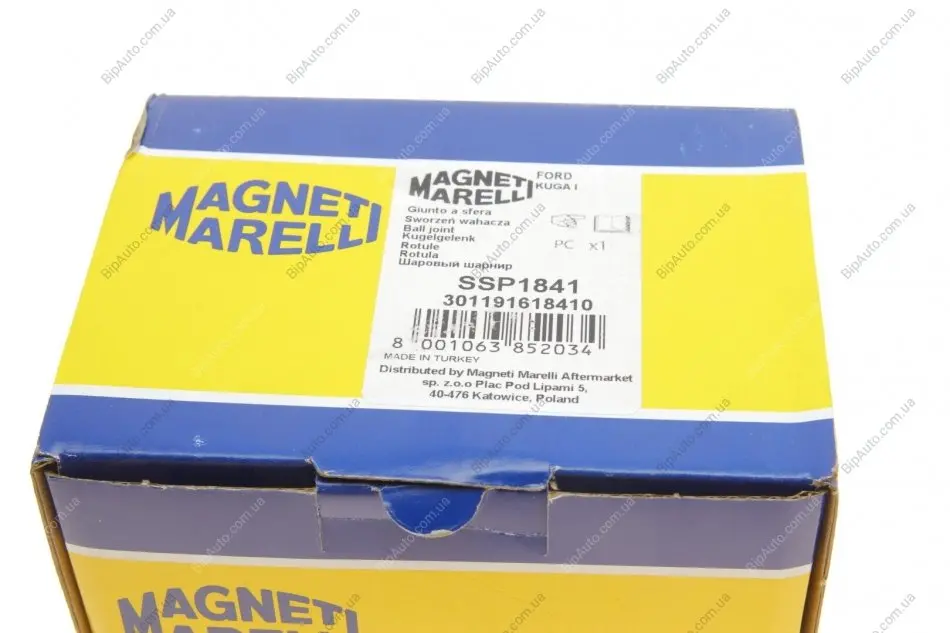 MAGNETI
MARELLI
MAGNETI
MARELLI
FORD
KUGA I
Giunto a sfera
Sworzeń wahacza
Ball joint
Kugelgelenk
Rotule
Rotula
Шаровый шарнир
PC x1
SSP1841
301191618410
8 001063 852034
MADE IN TURKEY
Distributed by Magneti Marelli Aftermarket
sp. z.o.o Plac Pod Lipami 5,
40-476 Katowice, Poland
MAGNETI
MARELLI
BipAuto.com.ua